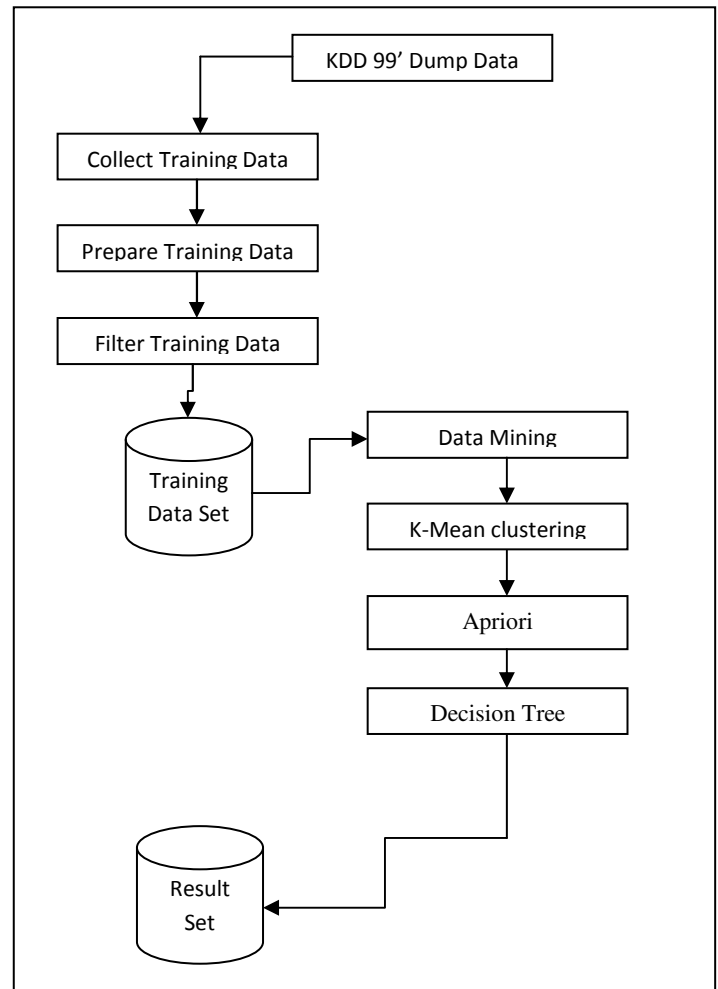 KDD 99’ Dump Data
Collect Training Data
Prepare Training Data
Filter Training Data
Training
Data Set
Data Mining
K-Mean clustering
Apriori
Decision Tree
Result
Set